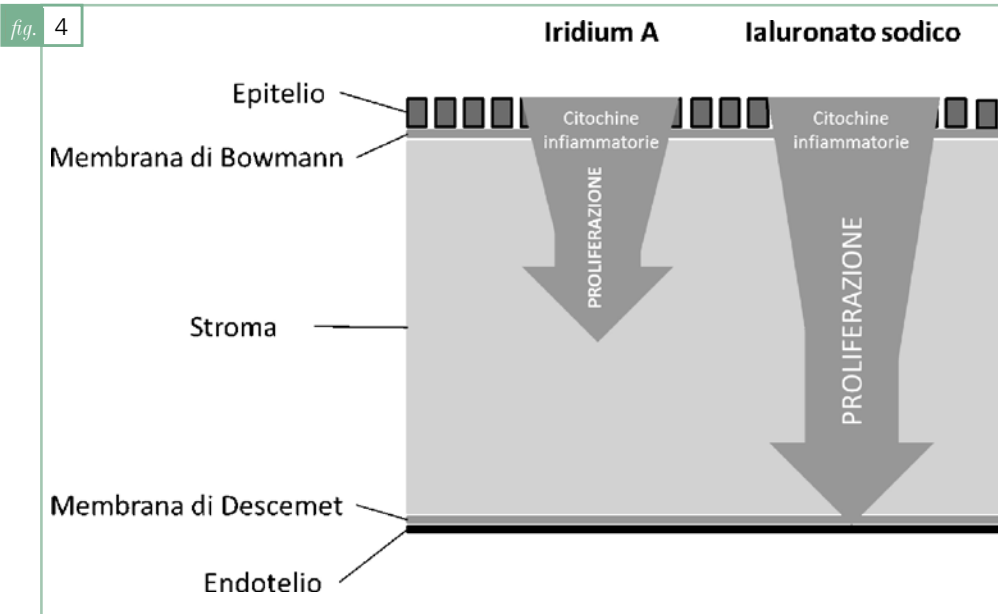 fig. 4
Iridium A
Ialuronato sodico
Epitelio
Citochine
infiammatorie
Citochine
infiammatorie
Membrana di Bowmann
PROLIFERAZIONE
PROLIFERAZIONE
Stroma
Membrana di Descemet
Endotelio